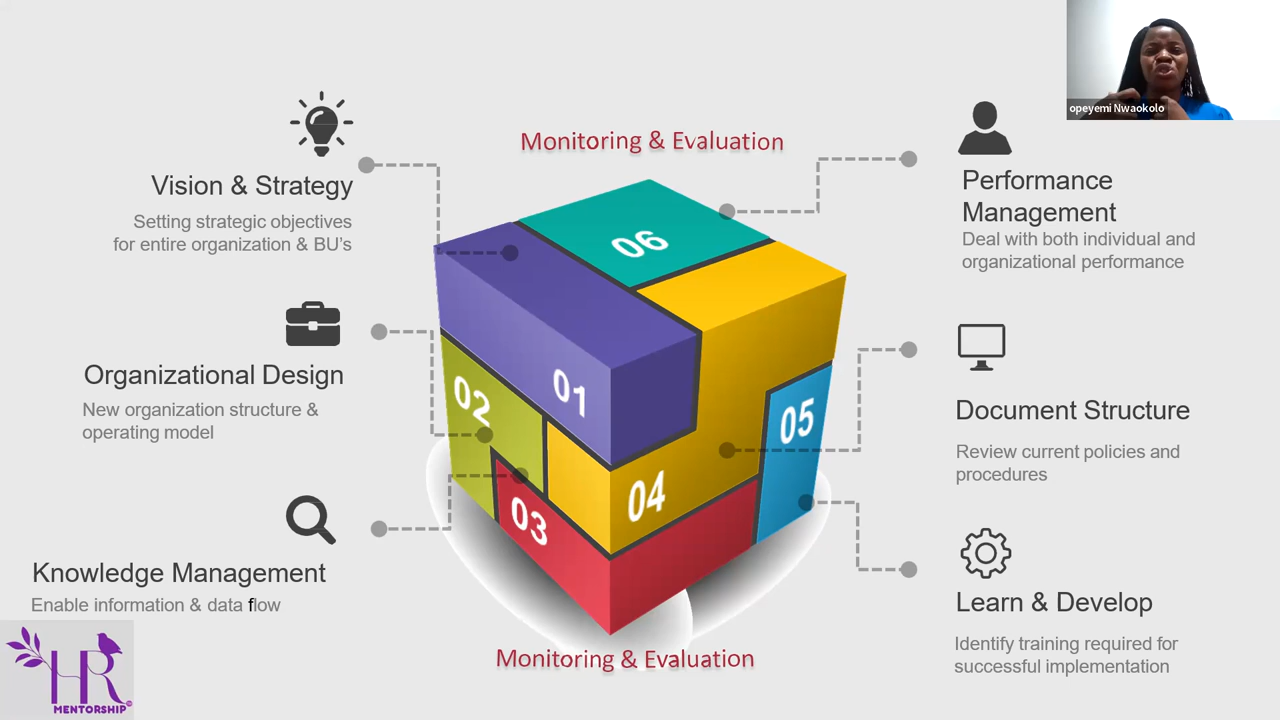 opeyemi Nwaokolo
Monitoring & Evaluation
Vision & Strategy
Setting strategic objectives
for entire organization & BU's
Organizational Design
New organization structure &
operating model
Knowledge Management
Enable information & data flow
06
01
02
05
04
03
Performance
Management
Deal with both individual and
organizational performance
Document Structure
Review current policies and
procedures
Learn & Develop
Identify training required for
successful implementation
Monitoring & Evaluation
HR
MENTORSHIP